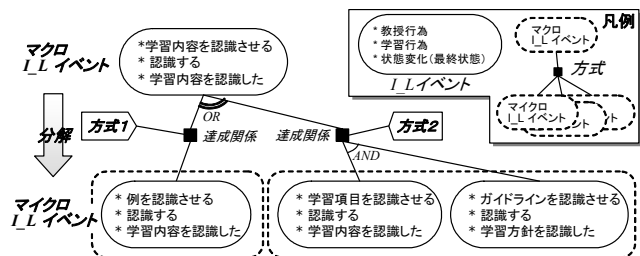 マクロ
I_L イベント
*学習内容を認識させる
*認識する
*学習内容を認識した
OR
分解
方式1
達成関係
達成関係
方式2
AND
マイクロ
I_L イベント
* 例を認識させる
* 認識する
* 学習内容を認識した
* 学習項目を認識させる
* 認識する
* 学習内容を認識した
* ガイドラインを認識させる
* 認識する
* 学習方針を認識した
凡例
* 教授行為
* 学習行為
* 状態変化(最終状態)
I_Lイベント
マクロ
I_L イベント
方式
マイクロ
I_L イベント